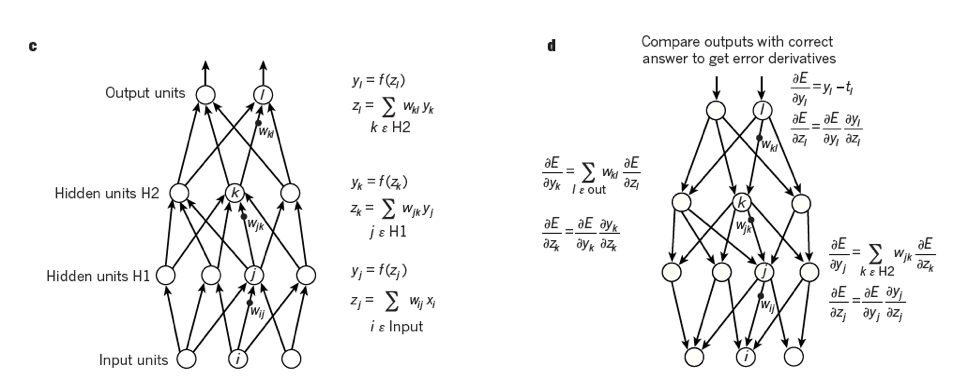 c
Output units
l
w_kl
y_l = f(z_l)
z_l = ∑ w_kl y_k
k ε H2
Hidden units H2
k
w_jk
y_k = f(z_k)
z_k = ∑ w_jk y_j
j ε H1
Hidden units H1
j
w_ij
y_j = f(z_j)
z_j = ∑ w_ij x_i
i ε Input
Input units
i
d
Compare outputs with correct
answer to get error derivatives
l
w_kl
∂E/∂y_l = y_l − t_l
∂E/∂z_l = ∂E/∂y_l ∂y_l/∂z_l
∂E/∂y_k = ∑ w_kl ∂E/∂z_l
l ε out
∂E/∂z_k = ∂E/∂y_k ∂y_k/∂z_k
k
w_jk
∂E/∂y_j = ∑ w_jk ∂E/∂z_k
k ε H2
∂E/∂z_j = ∂E/∂y_j ∂y_j/∂z_j
j
w_ij
i